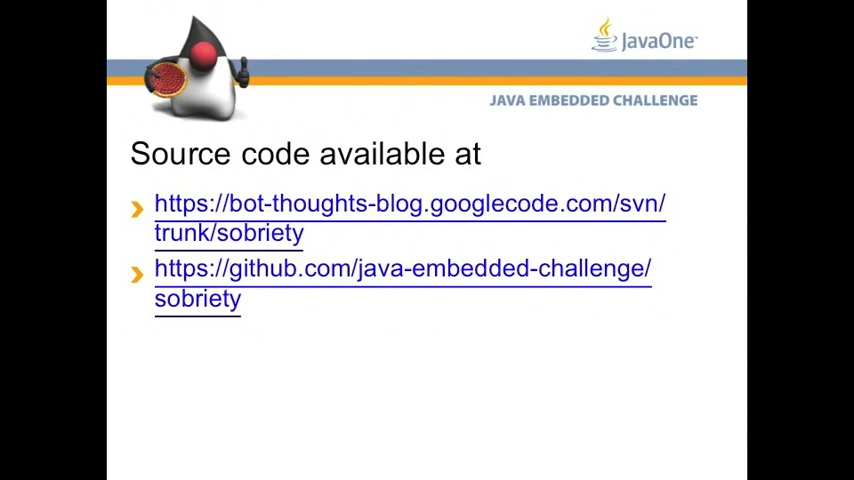 JavaOne™
JAVA EMBEDDED CHALLENGE
Source code available at
https://bot-thoughts-blog.googlecode.com/svn/
trunk/sobriety
https://github.com/java-embedded-challenge/
sobriety